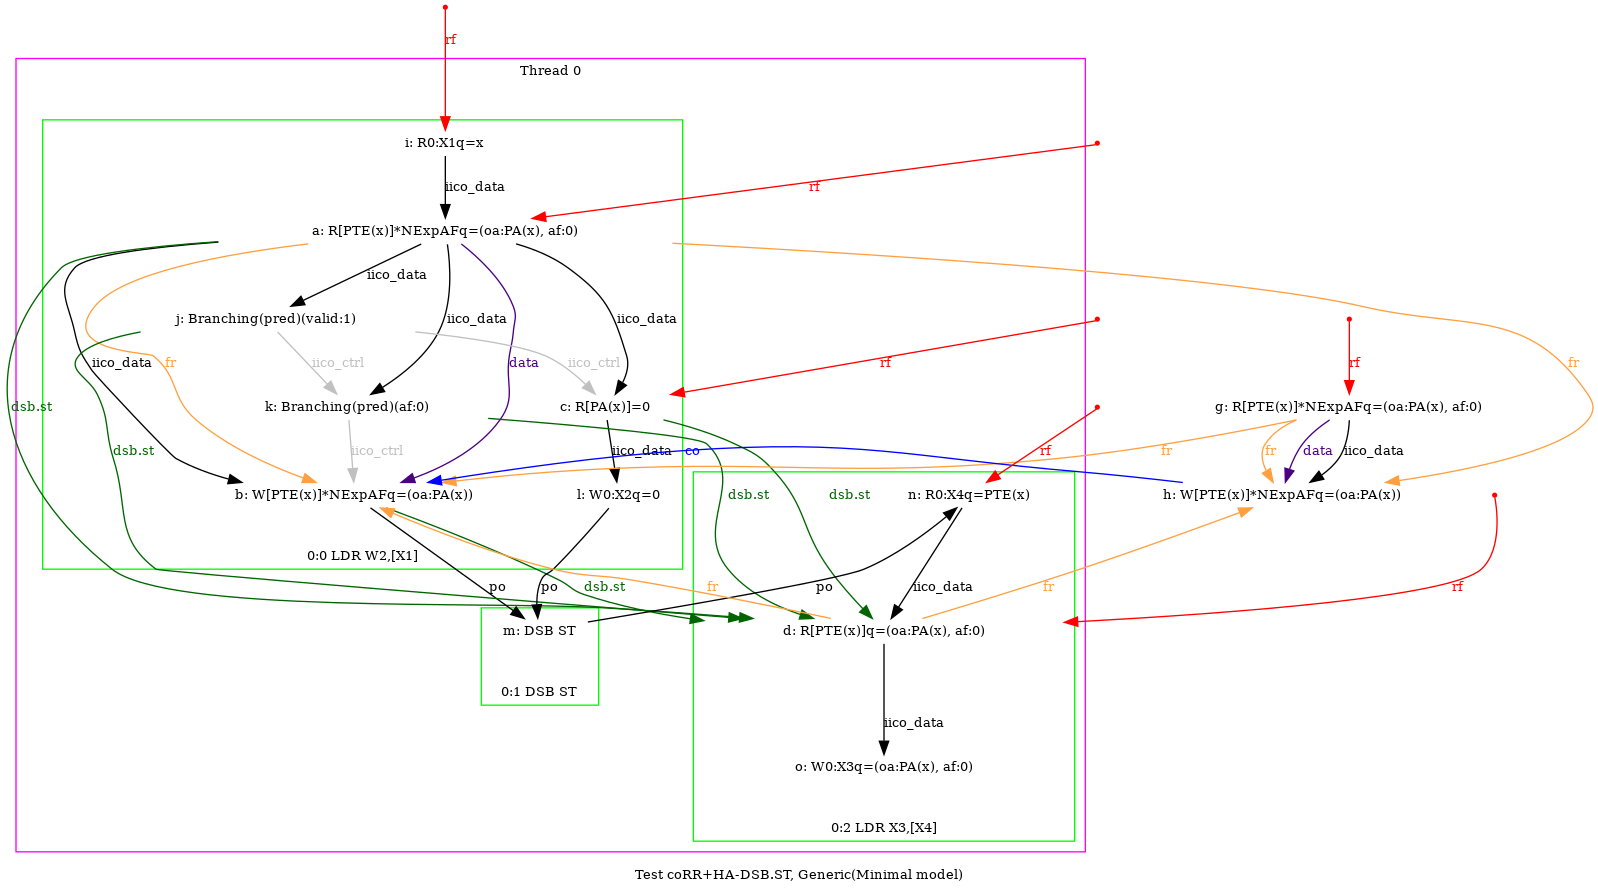 rf
Thread 0
i: R0:X1q=x
iico_data
rf
a: R[PTE(x)]*NExpAFq=(oa:PA(x), af:0)
iico_data
j: Branching(pred)(valid:1)
iico_data
iico_data
iico_data
fr
iico_ctrl
data
iico_ctrl
rf
rf
fr
dsb.st
k: Branching(pred)(af:0)
c: R[PA(x)]=0
g: R[PTE(x)]*NExpAFq=(oa:PA(x), af:0)
dsb.st
iico_ctrl
iico_data
co
fr
fr
data
iico_data
b: W[PTE(x)]*NExpAFq=(oa:PA(x))
l: W0:X2q=0
dsb.st
dsb.st
n: R0:X4q=PTE(x)
rf
h: W[PTE(x)]*NExpAFq=(oa:PA(x))
0:0 LDR W2,[X1]
po
po
dsb.st
fr
po
iico_data
fr
rf
m: DSB ST
d: R[PTE(x)]q=(oa:PA(x), af:0)
0:1 DSB ST
iico_data
o: W0:X3q=(oa:PA(x), af:0)
0:2 LDR X3,[X4]
Test coRR+HA-DSB.ST, Generic(Minimal model)